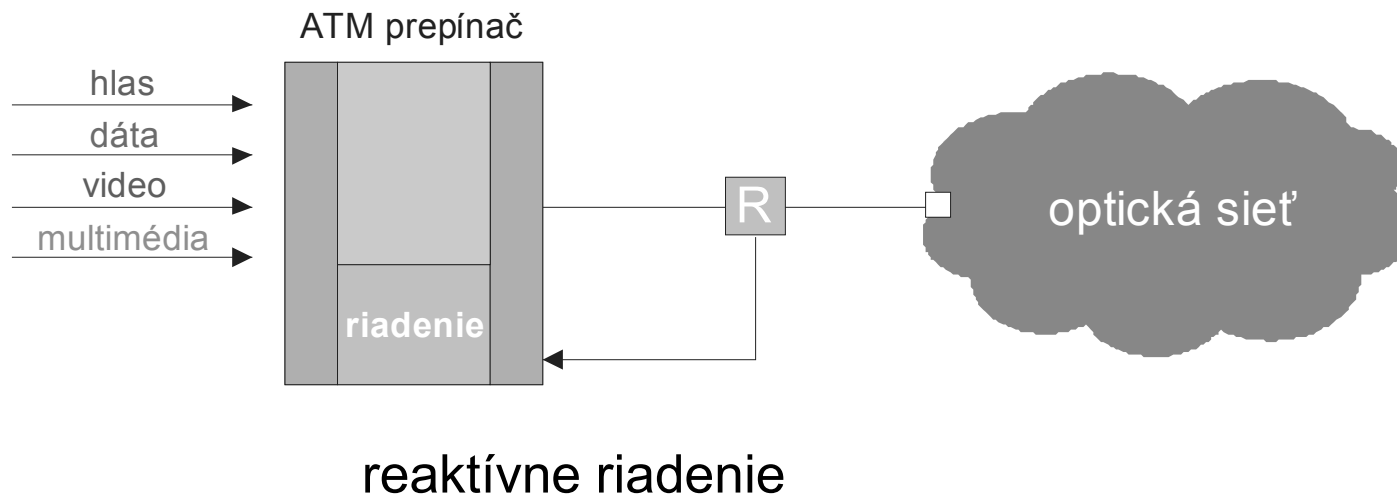 ATM prepínač
hlas
dáta
video
multimédia
R
optická sieť
riadenie
reaktívne riadenie